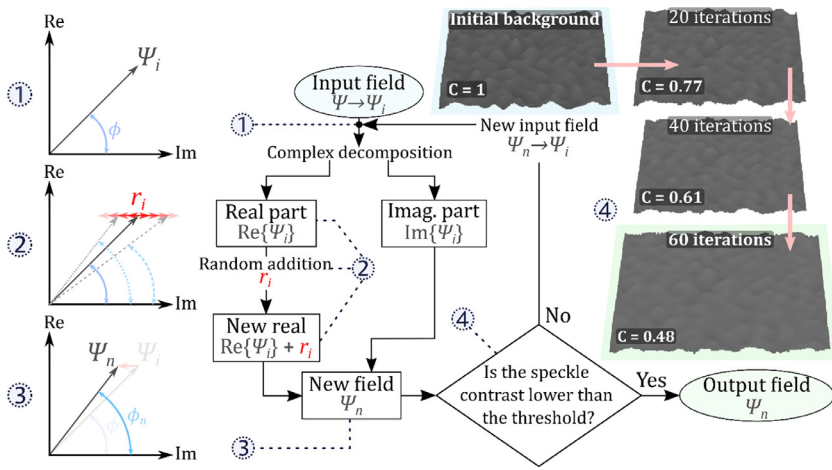 Re
Ψi
1
ϕ
Im
Re
ri
2
Im
Re
Ψn
Ψi
3
ϕn
ϕ
Im
Input field
Ψ→Ψi
1
Complex decomposition
Real part
Re{Ψi}
Imag. part
Im{Ψi}
Random addition
ri
2
New real
Re{Ψi} + ri
New field
Ψn
3
New input field
Ψn→Ψi
4
No
Is the speckle
contrast lower than
the threshold?
Yes
Output field
Ψn
Initial background
C = 1
20 iterations
C = 0.77
40 iterations
C = 0.61
4
60 iterations
C = 0.48